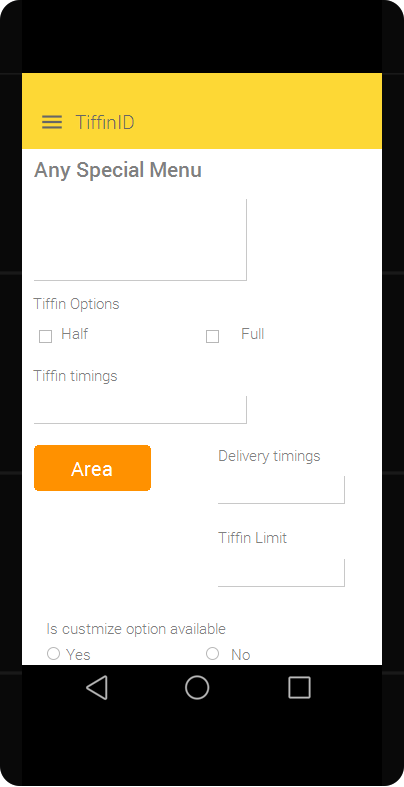 TiffinID
Any Special Menu
Tiffin Options
Half Full
Tiffin timings
Area
Delivery timings
Tiffin Limit
Is custmize option available
Yes No